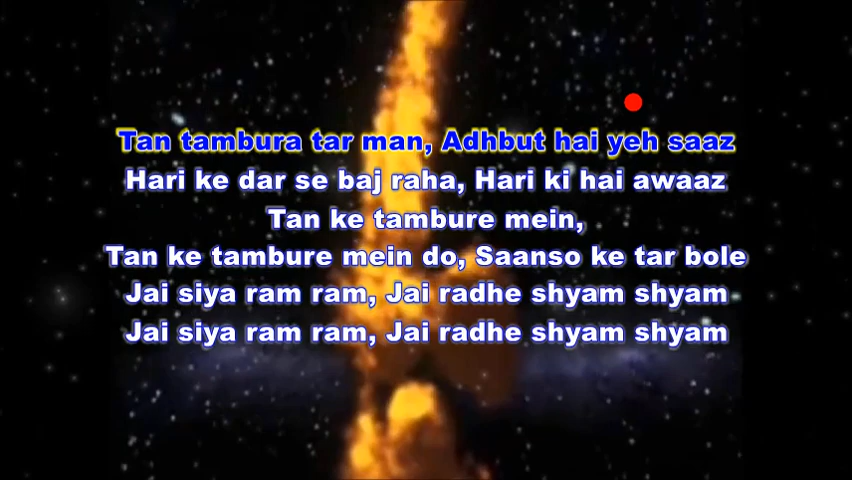 Tan tambura tar man, Adhbut hai yeh saaz
Hari ke dar se baj raha, Hari ki hai awaaz
Tan ke tambure mein,
Tan ke tambure mein do, Saanso ke tar bole
Jai siya ram ram, Jai radhe shyam shyam
Jai siya ram ram, Jai radhe shyam shyam